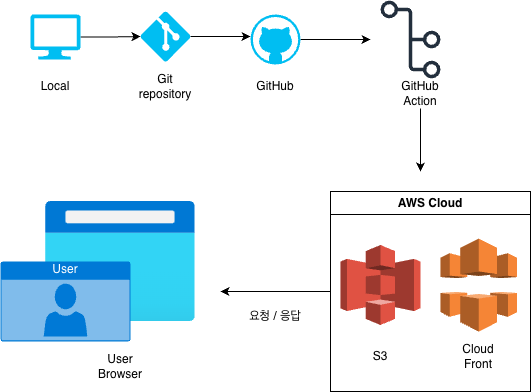 Local
Git
repository
GitHub
GitHub
Action
AWS Cloud
S3
Cloud
Front
요청 / 응답
User
User
Browser